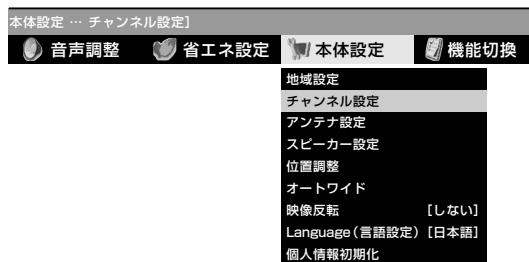 本体設定 … チャンネル設定]
音声調整 省エネ設定 本体設定 機能切換
地域設定
チャンネル設定
アンテナ設定
スピーカー設定
位置調整
オートワイド
映像反転 [しない]
Language(言語設定) [日本語]
個人情報初期化